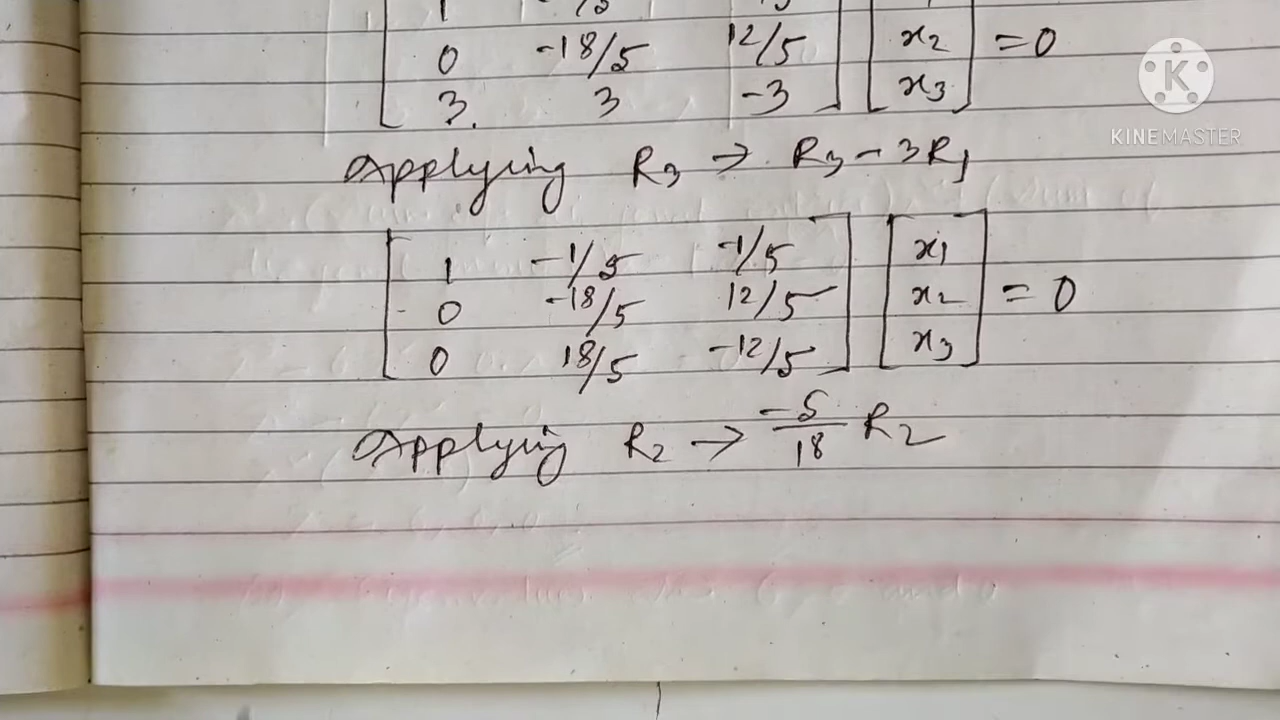 0 -18/5 12/5 x2 = 0
3 3 -3 x3
KINEMASTER
Applying R3 → R3 - 3R1
1 -1/5 -1/5 x1
0 -18/5 12/5 x2 = 0
0 18/5 -12/5 x3
Applying R2 → -5/18 R2